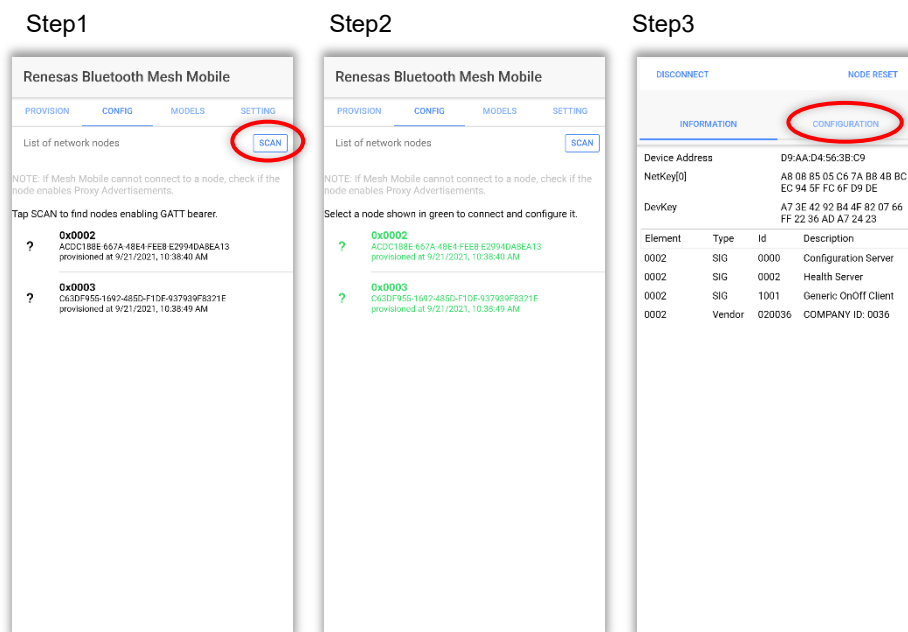 Step1
Renesas Bluetooth Mesh Mobile
PROVISION CONFIG MODELS SETTING
List of network nodes SCAN
NOTE: If Mesh Mobile cannot connect to a node, check if the
node enables Proxy Advertisements.
Tap SCAN to find nodes enabling GATT bearer.
0x0002
? ACDC188E-667A-48E4-FEE8-E2994DA8EA13
provisioned at 9/21/2021, 10:38:40 AM
0x0003
? C63DF955-1692-485D-F1DE-937939F8321E
provisioned at 9/21/2021, 10:38:49 AM
Step2
Renesas Bluetooth Mesh Mobile
PROVISION CONFIG MODELS SETTING
List of network nodes SCAN
NOTE: If Mesh Mobile cannot connect to a node, check if the
node enables Proxy Advertisements.
Select a node shown in green to connect and configure it.
0x0002
? ACDC188E-667A-48E4-FEE8-E2994DA8EA13
provisioned at 9/21/2021, 10:38:40 AM
0x0003
? C63DF955-1692-485D-F1DE-937939F8321E
provisioned at 9/21/2021, 10:38:49 AM
Step3
DISCONNECT NODE RESET
INFORMATION CONFIGURATION
Device Address D9:AA:D4:56:3B:C9
NetKey[0] A8 08 85 05 C6 7A B8 4B BC
EC 94 5F FC 6F D9 DE
DevKey A7 3E 42 92 B4 4F 82 07 66
FF 22 36 AD A7 24 23
Element Type Id Description
0002 SIG 0000 Configuration Server
0002 SIG 0002 Health Server
0002 SIG 1001 Generic OnOff Client
0002 Vendor 020036 COMPANY ID: 0036